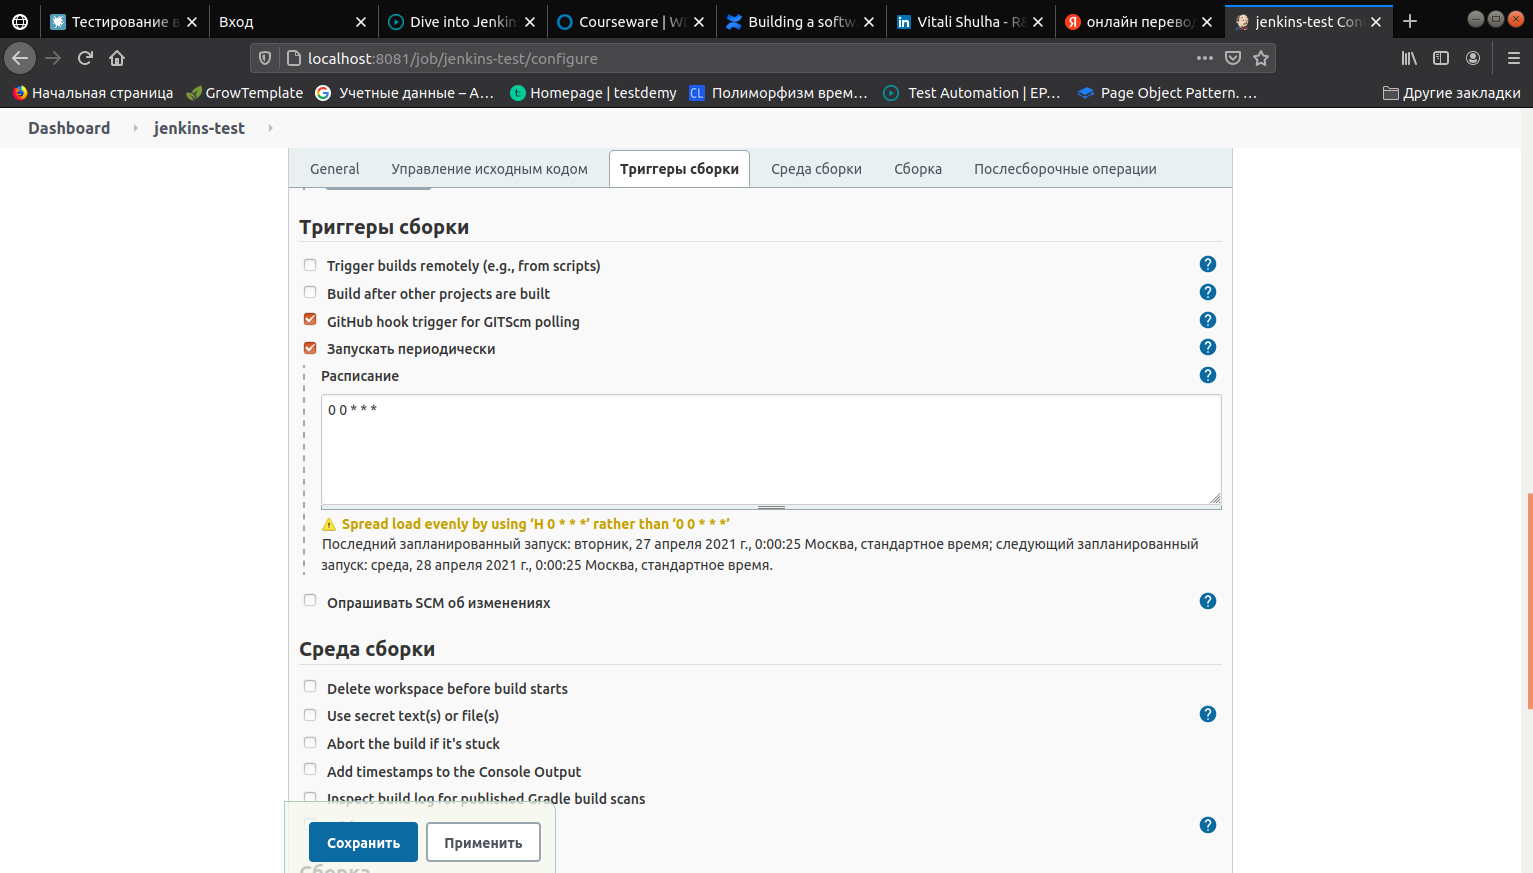 Тестирование в
Вход
Dive into Jenkin
Courseware | W
Building a softw
Vitali Shulha - R&
онлайн перевод
jenkins-test Conf
localhost:8081/job/jenkins-test/configure
Начальная страница
GrowTemplate
Учетные данные – A...
Homepage | testdemy
Полиморфизм врем...
Test Automation | EP...
Page Object Pattern. ...
Другие закладки
Dashboard
jenkins-test
General
Управление исходным кодом
Триггеры сборки
Среда сборки
Сборка
Послесборочные операции
Триггеры сборки
Trigger builds remotely (e.g., from scripts)
Build after other projects are built
GitHub hook trigger for GITScm polling
Запускать периодически
Расписание
0 0 * * *
Spread load evenly by using ‘H 0 * * *’ rather than ‘0 0 * * *’
Последний запланированный запуск: вторник, 27 апреля 2021 г., 0:00:25 Москва, стандартное время; следующий запланированный
запуск: среда, 28 апреля 2021 г., 0:00:25 Москва, стандартное время.
Опрашивать SCM об изменениях
Среда сборки
Delete workspace before build starts
Use secret text(s) or file(s)
Abort the build if it's stuck
Add timestamps to the Console Output
Inspect build log for published Gradle build scans
Сохранить
Применить
Сборка